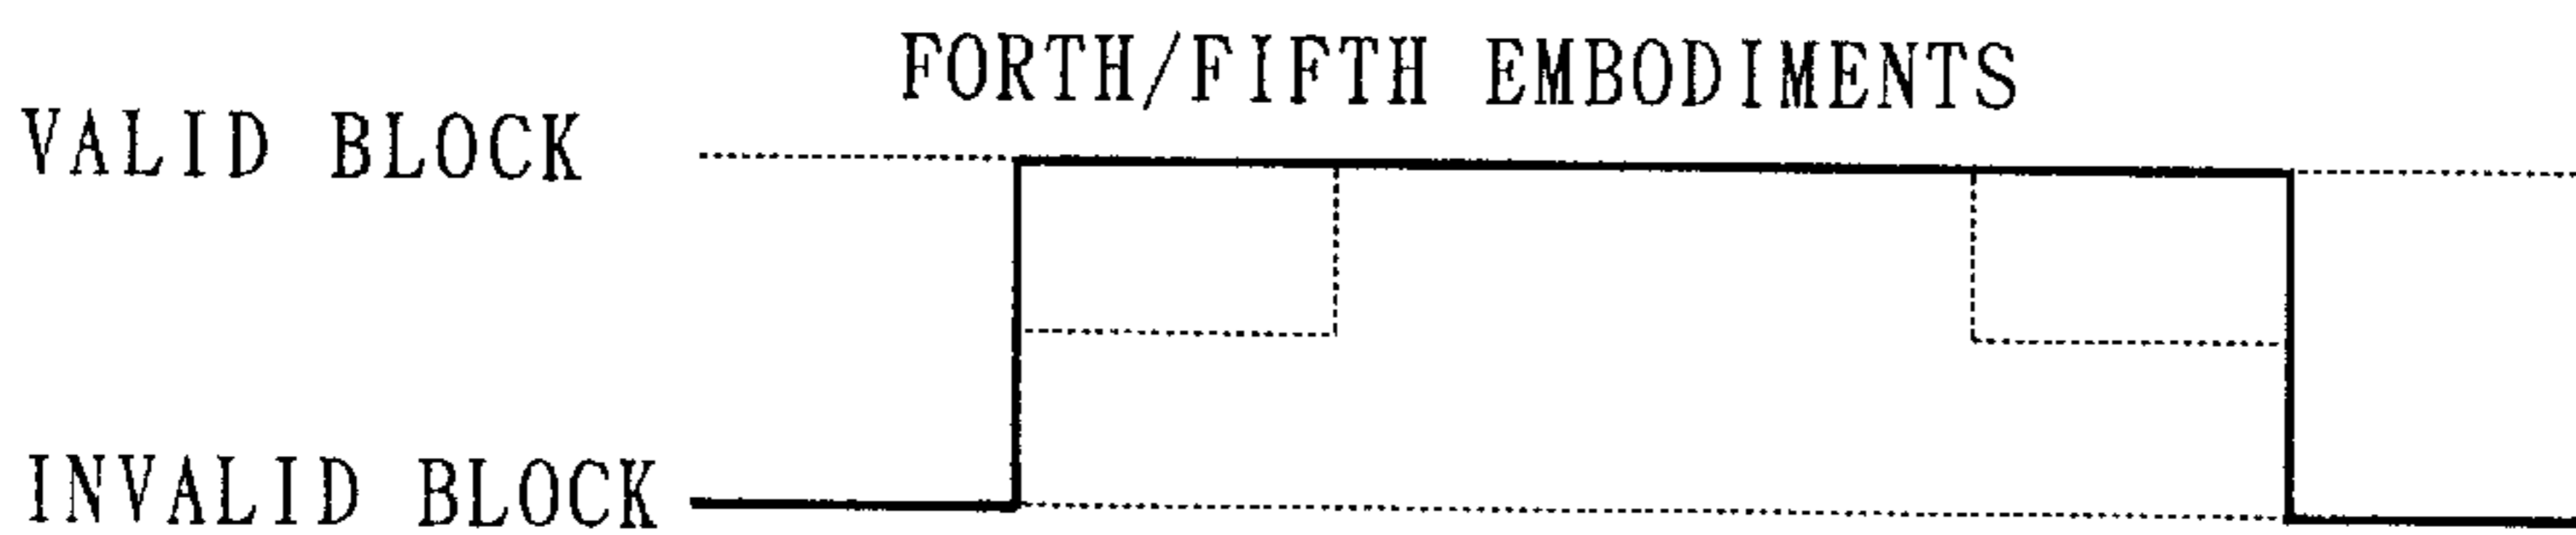 FORTH/FIFTH EMBODIMENTS
VALID BLOCK
INVALID BLOCK